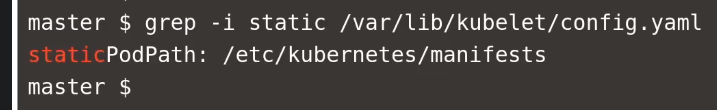 master $ grep -i static /var/lib/kubelet/config.yaml
staticPodPath: /etc/kubernetes/manifests
master $